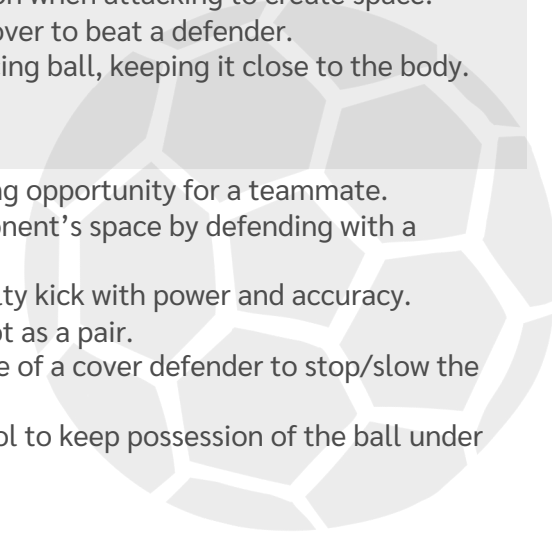 on when attacking to create space.
over to beat a defender.
ing ball, keeping it close to the body.
ng opportunity for a teammate.
onent’s space by defending with a
lty kick with power and accuracy.
ot as a pair.
e of a cover defender to stop/slow the
ol to keep possession of the ball under